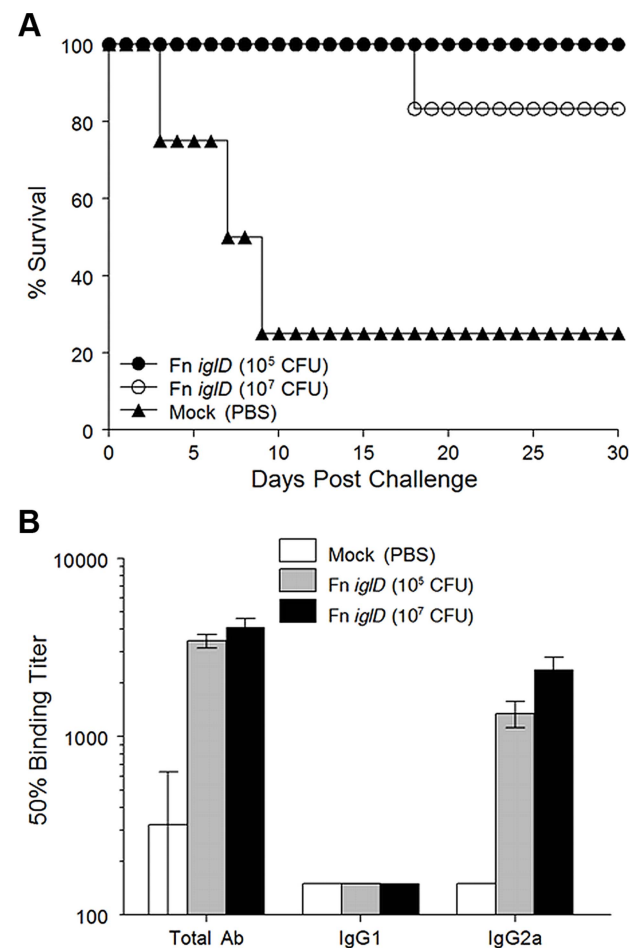 A
100
80
60
40
20
0
% Survival
Fn iglD (10⁵ CFU)
Fn iglD (10⁷ CFU)
Mock (PBS)
0 5 10 15 20 25 30
Days Post Challenge
B
Mock (PBS)
Fn iglD (10⁵ CFU)
Fn iglD (10⁷ CFU)
10000
1000
100
50% Binding Titer
Total Ab IgG1 IgG2a